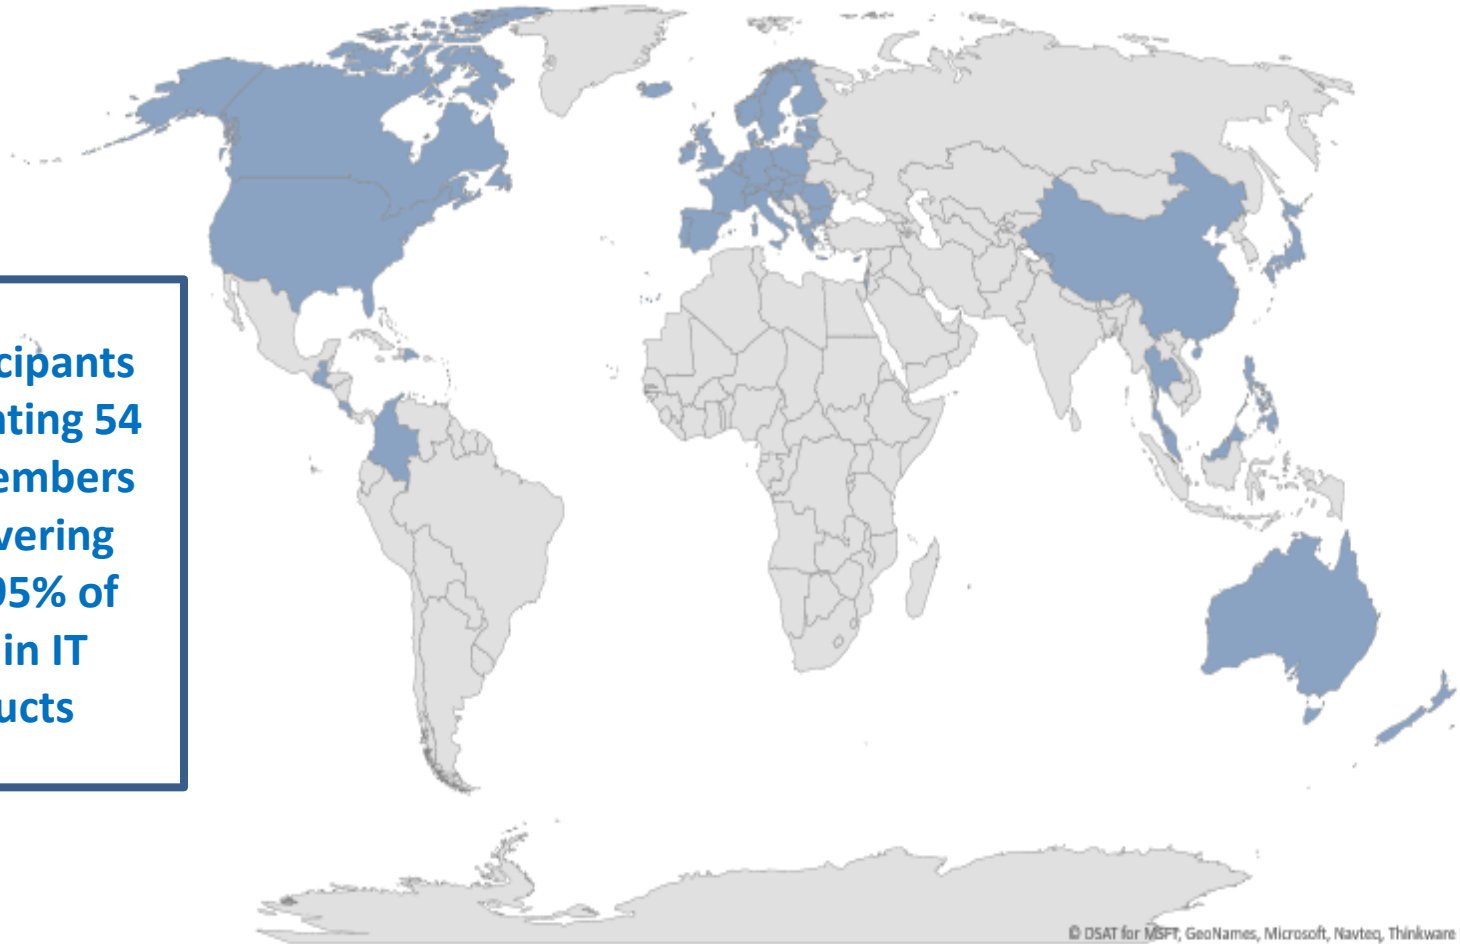 cipants
nting 54
embers
vering
95% of
in IT
ucts
© DSAT for MSFT, GeoNames, Microsoft, Navteq, Thinkware